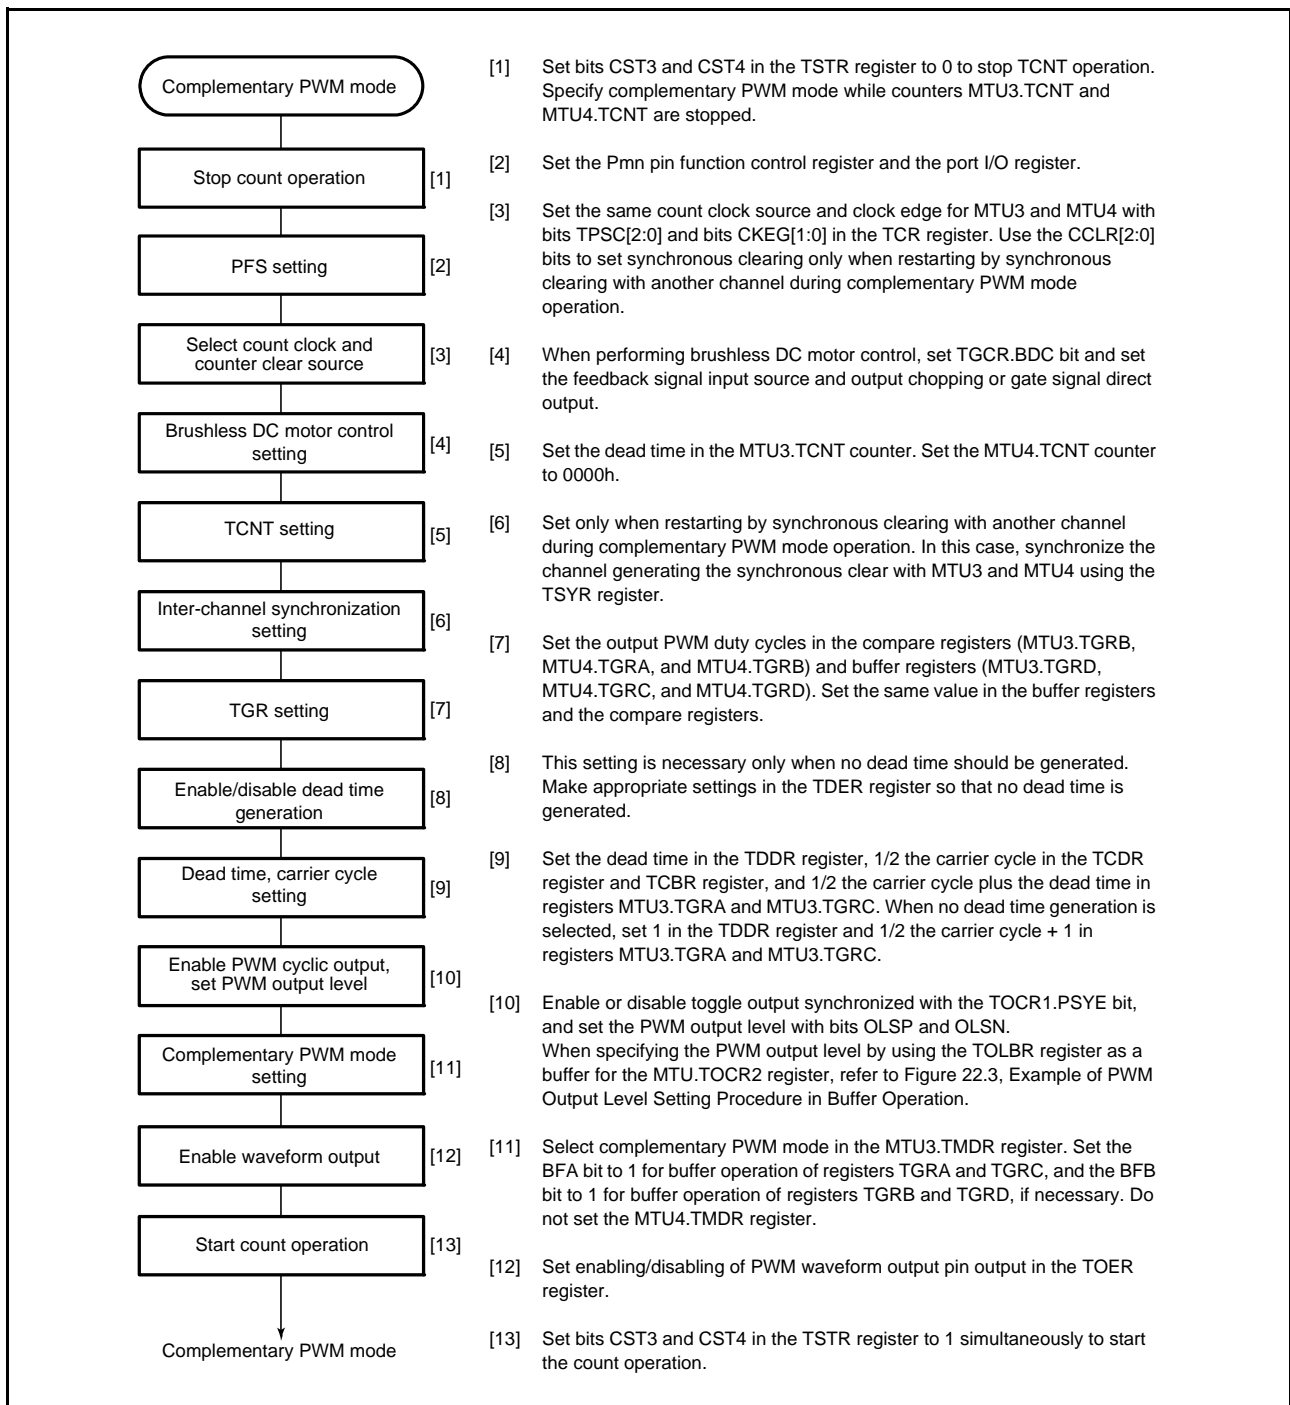 Complementary PWM mode
Stop count operation
[1]
PFS setting
[2]
Select count clock and
counter clear source
[3]
Brushless DC motor control
setting
[4]
TCNT setting
[5]
Inter-channel synchronization
setting
[6]
TGR setting
[7]
Enable/disable dead time
generation
[8]
Dead time, carrier cycle
setting
[9]
Enable PWM cyclic output,
set PWM output level
[10]
Complementary PWM mode
setting
[11]
Enable waveform output
[12]
Start count operation
[13]
Complementary PWM mode
[1] Set bits CST3 and CST4 in the TSTR register to 0 to stop TCNT operation.
Specify complementary PWM mode while counters MTU3.TCNT and
MTU4.TCNT are stopped.
[2] Set the Pmn pin function control register and the port I/O register.
[3] Set the same count clock source and clock edge for MTU3 and MTU4 with
bits TPSC[2:0] and bits CKEG[1:0] in the TCR register. Use the CCLR[2:0]
bits to set synchronous clearing only when restarting by synchronous
clearing with another channel during complementary PWM mode
operation.
[4] When performing brushless DC motor control, set TGCR.BDC bit and set
the feedback signal input source and output chopping or gate signal direct
output.
[5] Set the dead time in the MTU3.TCNT counter. Set the MTU4.TCNT counter
to 0000h.
[6] Set only when restarting by synchronous clearing with another channel
during complementary PWM mode operation. In this case, synchronize the
channel generating the synchronous clear with MTU3 and MTU4 using the
TSYR register.
[7] Set the output PWM duty cycles in the compare registers (MTU3.TGRB,
MTU4.TGRA, and MTU4.TGRB) and buffer registers (MTU3.TGRD,
MTU4.TGRC, and MTU4.TGRD). Set the same value in the buffer registers
and the compare registers.
[8] This setting is necessary only when no dead time should be generated.
Make appropriate settings in the TDER register so that no dead time is
generated.
[9] Set the dead time in the TDDR register, 1/2 the carrier cycle in the TCDR
register and TCBR register, and 1/2 the carrier cycle plus the dead time in
registers MTU3.TGRA and MTU3.TGRC. When no dead time generation is
selected, set 1 in the TDDR register and 1/2 the carrier cycle + 1 in
registers MTU3.TGRA and MTU3.TGRC.
[10] Enable or disable toggle output synchronized with the TOCR1.PSYE bit,
and set the PWM output level with bits OLSP and OLSN.
When specifying the PWM output level by using the TOLBR register as a
buffer for the MTU.TOCR2 register, refer to Figure 22.3, Example of PWM
Output Level Setting Procedure in Buffer Operation.
[11] Select complementary PWM mode in the MTU3.TMDR register. Set the
BFA bit to 1 for buffer operation of registers TGRA and TGRC, and the BFB
bit to 1 for buffer operation of registers TGRB and TGRD, if necessary. Do
not set the MTU4.TMDR register.
[12] Set enabling/disabling of PWM waveform output pin output in the TOER
register.
[13] Set bits CST3 and CST4 in the TSTR register to 1 simultaneously to start
the count operation.